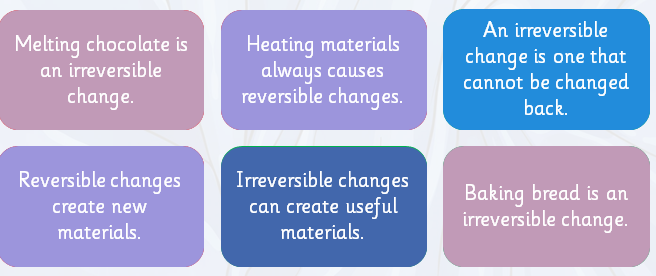 Melting chocolate is
an irreversible
change.
Heating materials
always causes
reversible changes.
An irreversible
change is one that
cannot be changed
back.
Reversible changes
create new
materials.
Irreversible changes
can create useful
materials.
Baking bread is an
irreversible change.